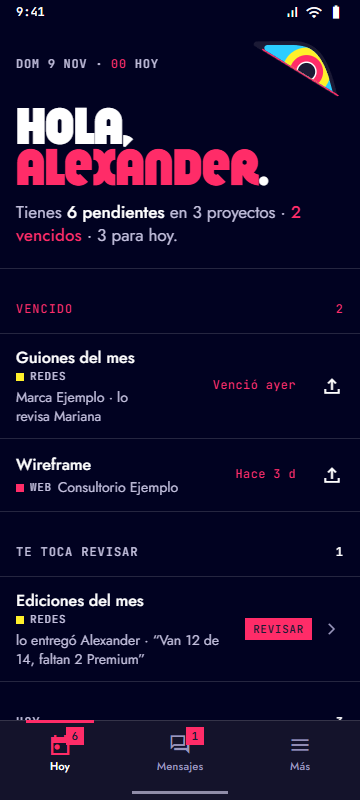 9:41
DOM 9 NOV · 00 HOY
HOLA,
ALEXANDER.
Tienes 6 pendientes en 3 proyectos · 2
vencidos · 3 para hoy.
VENCIDO 2
Guiones del mes
REDES
Marca Ejemplo · lo
revisa Mariana
Venció ayer
Wireframe
WEB Consultorio Ejemplo
Hace 3 d
TE TOCA REVISAR 1
Ediciones del mes
REDES
lo entregó Alexander · “Van 12 de
14, faltan 2 Premium”
REVISAR
HOY 3
6
Hoy
1
Mensajes
Más